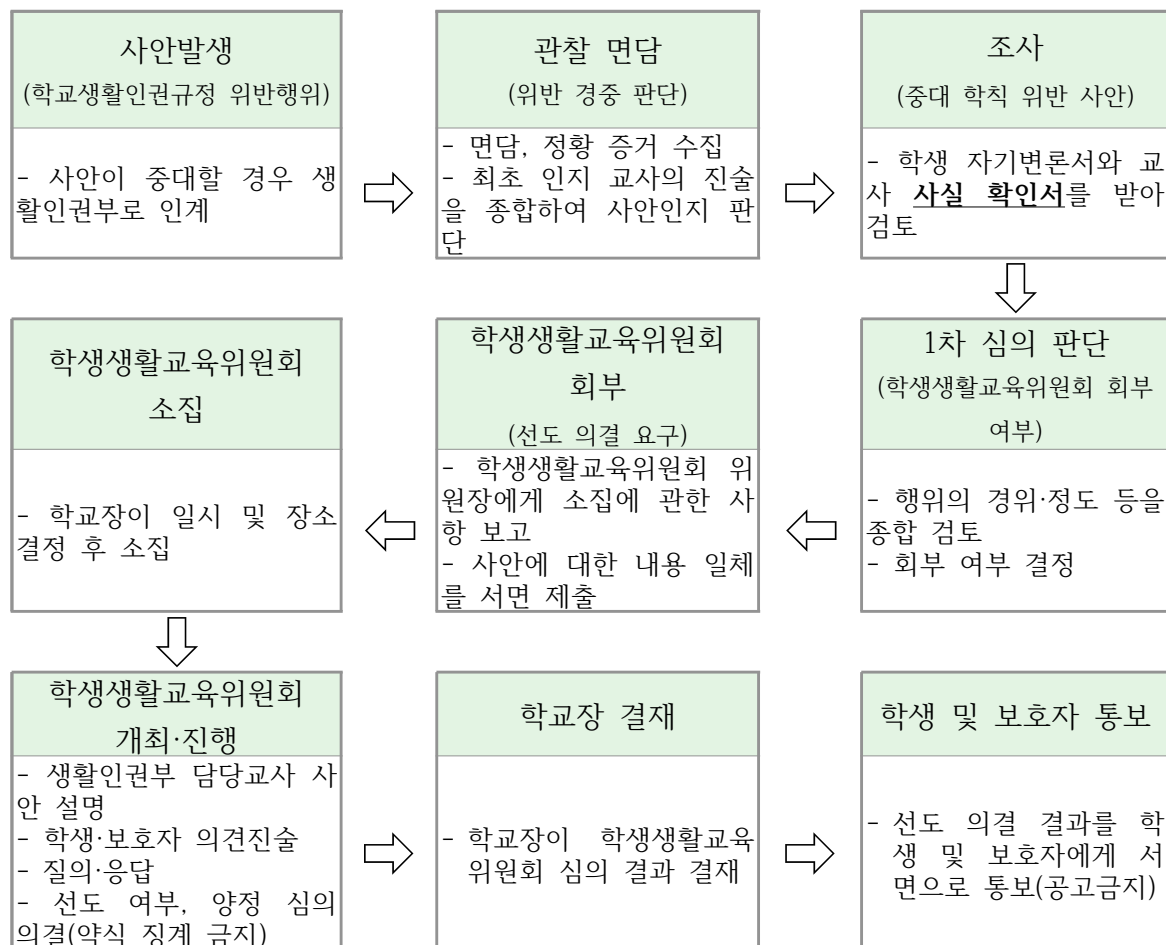 사안발생
(학교생활인권규정 위반행위)
- 사안이 중대할 경우 생
활인권부로 인계
관찰 면담
(위반 경중 판단)
- 면담, 정황 증거 수집
- 최초 인지 교사의 진술
을 종합하여 사안인지 판
단
조사
(중대 학칙 위반 사안)
- 학생 자기변론서와 교
사 사실 확인서를 받아
검토
1차 심의 판단
(학생생활교육위원회 회부
여부)
- 행위의 경위·정도 등을
종합 검토
- 회부 여부 결정
학생생활교육위원회
회부
(선도 의결 요구)
- 학생생활교육위원회 위
원장에게 소집에 관한 사
항 보고
- 사안에 대한 내용 일체
를 서면 제출
학생생활교육위원회
소집
- 학교장이 일시 및 장소
결정 후 소집
학생생활교육위원회
개최·진행
- 생활인권부 담당교사 사
안 설명
- 학생·보호자 의견진술
- 질의·응답
- 선도 여부, 양정 심의
의결(약식 징계 금지)
학교장 결재
- 학교장이 학생생활교육
위원회 심의 결과 결재
학생 및 보호자 통보
- 선도 의결 결과를 학
생 및 보호자에게 서
면으로 통보(공고금지)